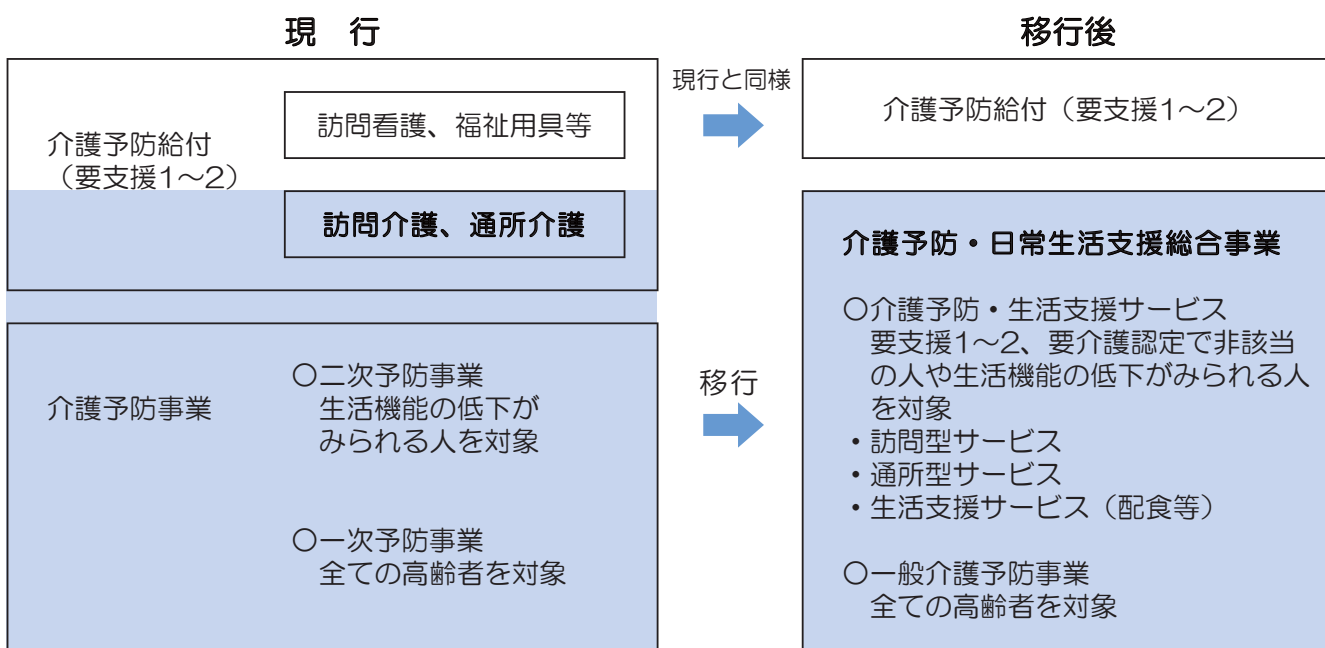 現　行
介護予防給付
（要支援1～2）
訪問看護、福祉用具等
訪問介護、通所介護
介護予防事業
〇二次予防事業
生活機能の低下が
みられる人を対象
〇一次予防事業
全ての高齢者を対象
現行と同様
移行
移行後
介護予防給付（要支援1～2）
介護予防・日常生活支援総合事業
〇介護予防・生活支援サービス
要支援1～2、要介護認定で非該当
の人や生活機能の低下がみられる人
を対象
・訪問型サービス
・通所型サービス
・生活支援サービス（配食等）
〇一般介護予防事業
全ての高齢者を対象